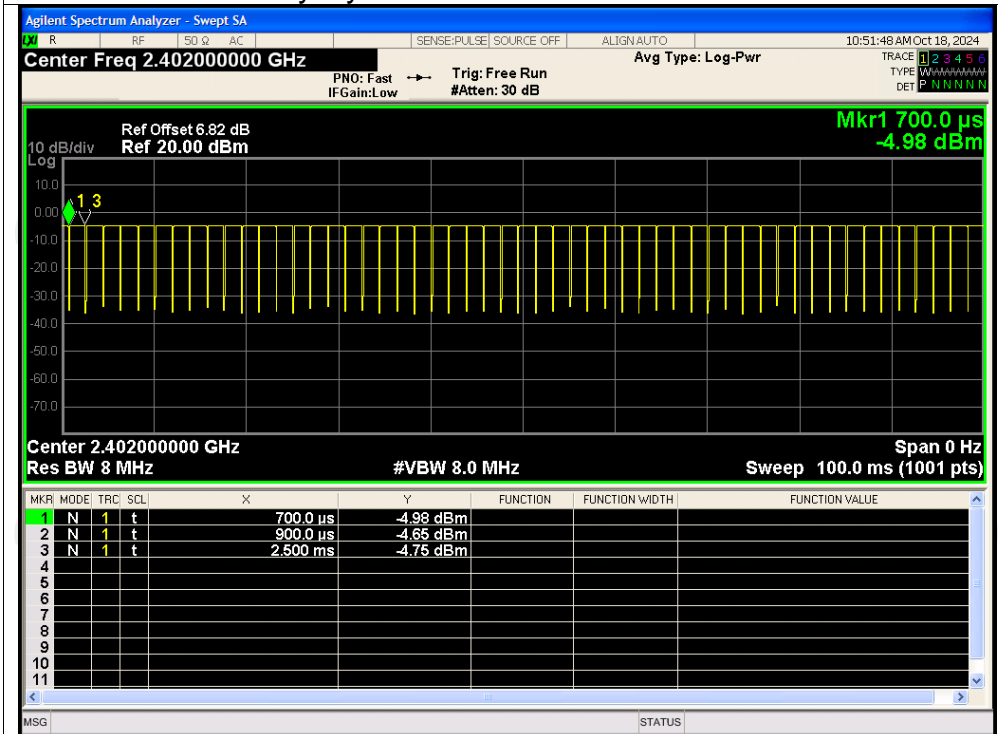 Agilent Spectrum Analyzer - Swept SA
LXI R RF 50 Ω AC SENSE:PULSE SOURCE OFF ALIGN AUTO 10:51:48 AM Oct 18, 2024
Center Freq 2.402000000 GHz Avg Type: Log-Pwr TRACE 1 2 3 4 5 6
PNO: Fast Trig: Free Run TYPE WWWWWW
IFGain:Low #Atten: 30 dB DET P N N N N N
Mkr1 700.0 µs
Ref Offset 6.82 dB
10 dB/div Ref 20.00 dBm -4.98 dBm
Log
10.0
1 3
0.00
-10.0
-20.0
-30.0
-40.0
-50.0
-60.0
-70.0
Center 2.402000000 GHz Span 0 Hz
Res BW 8 MHz #VBW 8.0 MHz Sweep 100.0 ms (1001 pts)
MKR MODE TRC SCL X Y FUNCTION FUNCTION WIDTH FUNCTION VALUE
1 N 1 t 700.0 µs -4.98 dBm
2 N 1 t 900.0 µs -4.65 dBm
3 N 1 t 2.500 ms -4.75 dBm
4
5
6
7
8
9
10
11
MSG STATUS